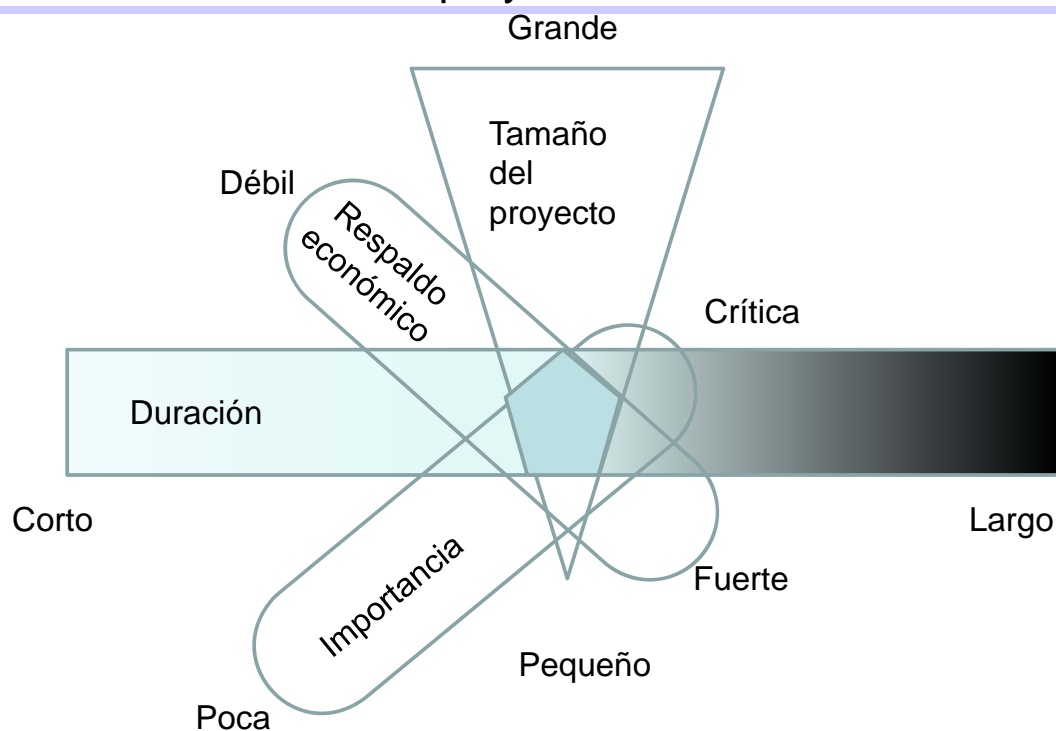 Grande
Tamaño
del
proyecto
Débil
Respaldo
económico
Crítica
Duración
Corto
Largo
Importancia
Fuerte
Pequeño
Poca